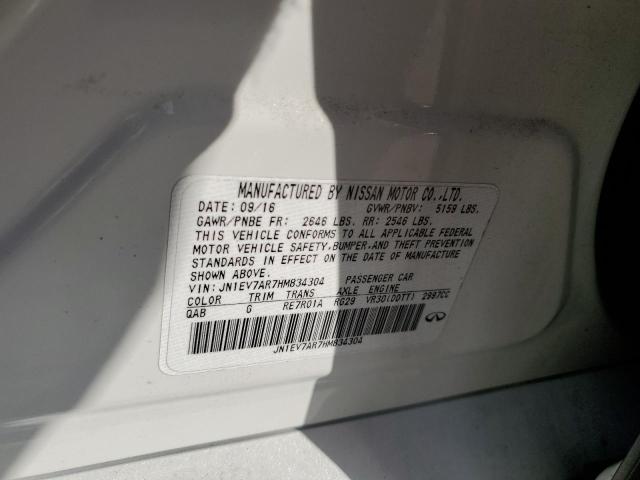 MANUFACTURED BY NISSAN MOTOR CO.,LTD.
DATE: 09/16 GVWR/PNBV: 5159 LBS.
GAWR/PNBE FR: 2646 LBS. RR: 2546 LBS.
THIS VEHICLE CONFORMS TO ALL APPLICABLE FEDERAL
MOTOR VEHICLE SAFETY,BUMPER,AND THEFT PREVENTION
STANDARDS IN EFFECT ON THE DATE OF MANUFACTURE
SHOWN ABOVE.
VIN: JN1EV7AR7HM834304 PASSENGER CAR
COLOR TRIM TRANS AXLE ENGINE
QAB G RE7R01A RG29 VR30(DDTT) 2997CC
JN1EV7AR7HM834304